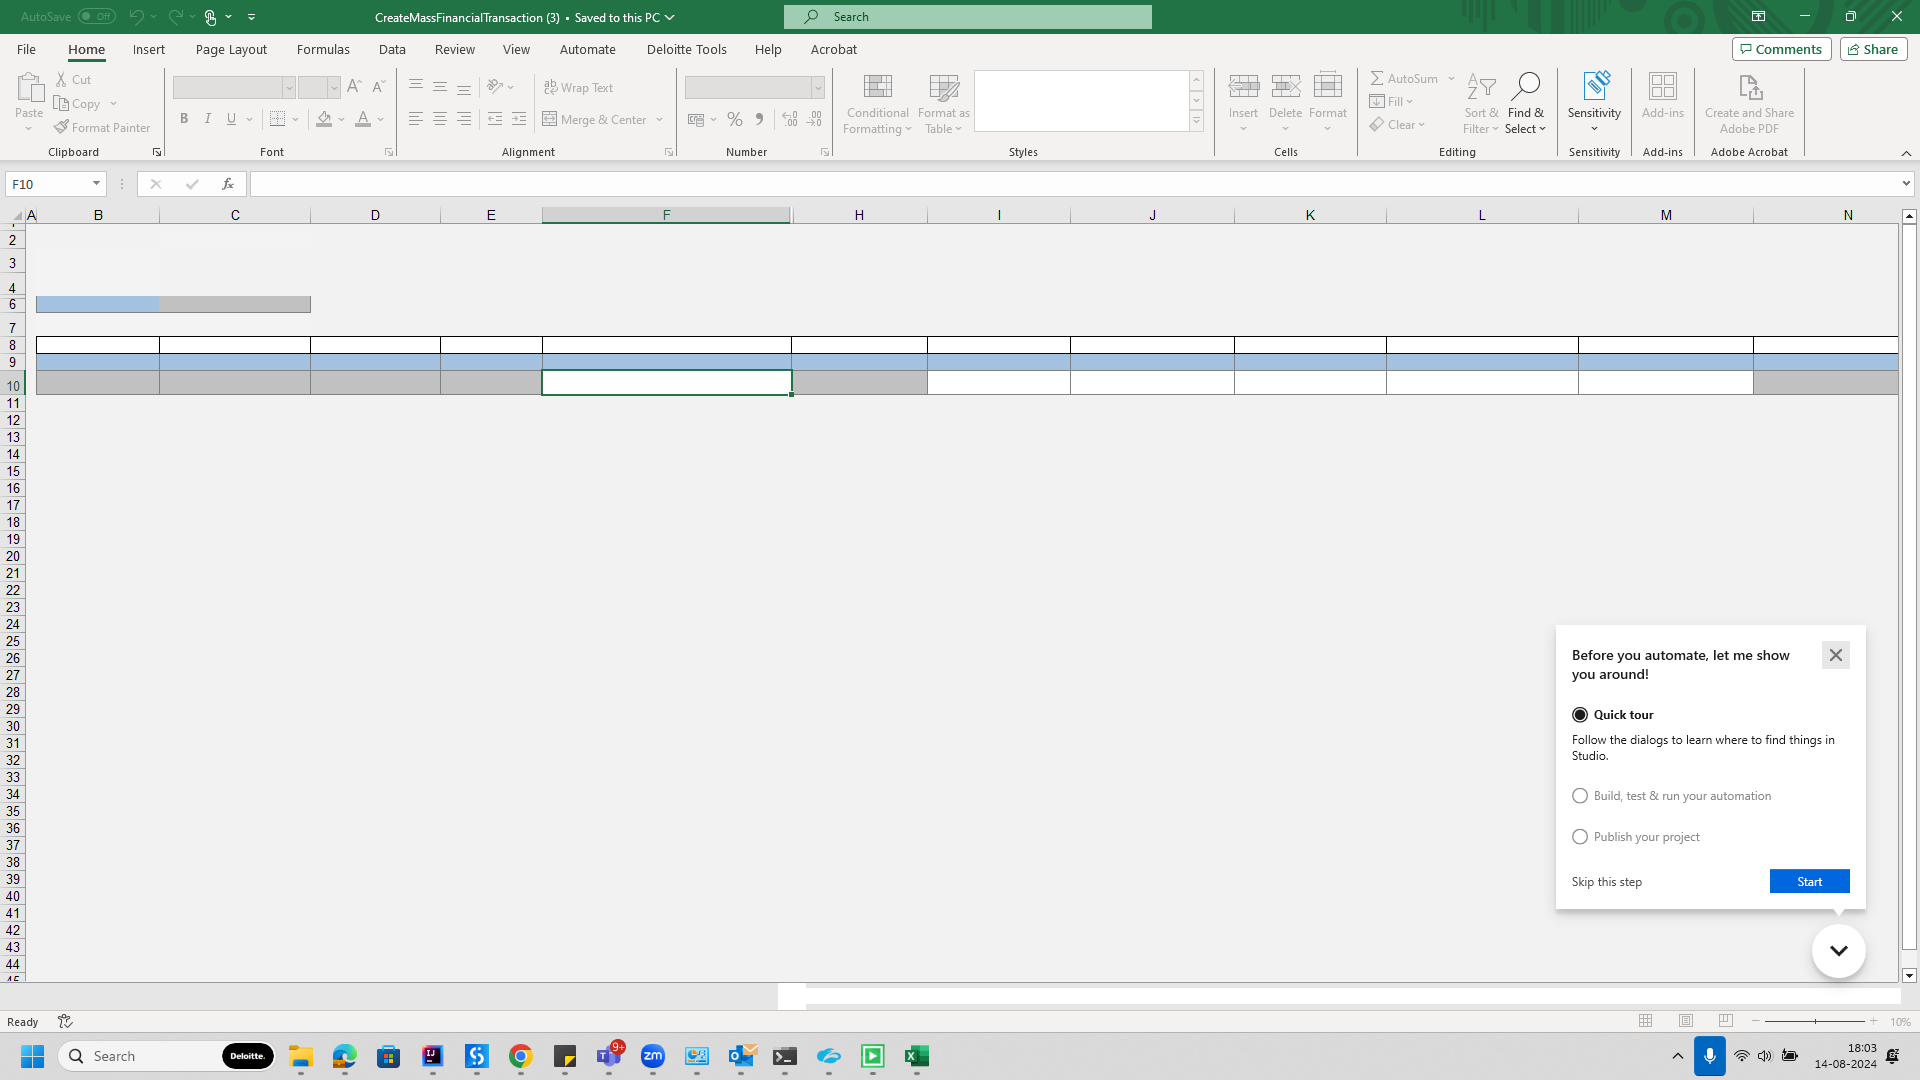 AutoSave Off CreateMassFinancialTransaction (3) • Saved to this PC Search
File Home Insert Page Layout Formulas Data Review View Automate Deloitte Tools Help Acrobat Comments Share
Paste
Cut
Copy
Format Painter
Clipboard
B I U A A A
Font
ab Wrap Text
Merge & Center
Alignment
% 9
Number
Conditional Formatting
Format as Table
Styles
Insert Delete Format
Cells
AutoSum
Fill
Clear
Sort & Filter
Find & Select
Editing
Sensitivity
Sensitivity
Add-ins
Add-ins
Create and Share Adobe PDF
Adobe Acrobat
F10 fx
A B C D E F H I J K L M N
2
3
4
6
7
8
9
10
11
12
13
14
15
16
17
18
19
20
21
22
23
24
25
26
27
28
29
30
31
32
33
34
35
36
37
38
39
40
41
42
43
44
45
Before you automate, let me show
you around!
Quick tour
Follow the dialogs to learn where to find things in
Studio.
Build, test & run your automation
Publish your project
Skip this step Start
Ready 10%
Search Deloitte. 9+ zm 18:03
14-08-2024